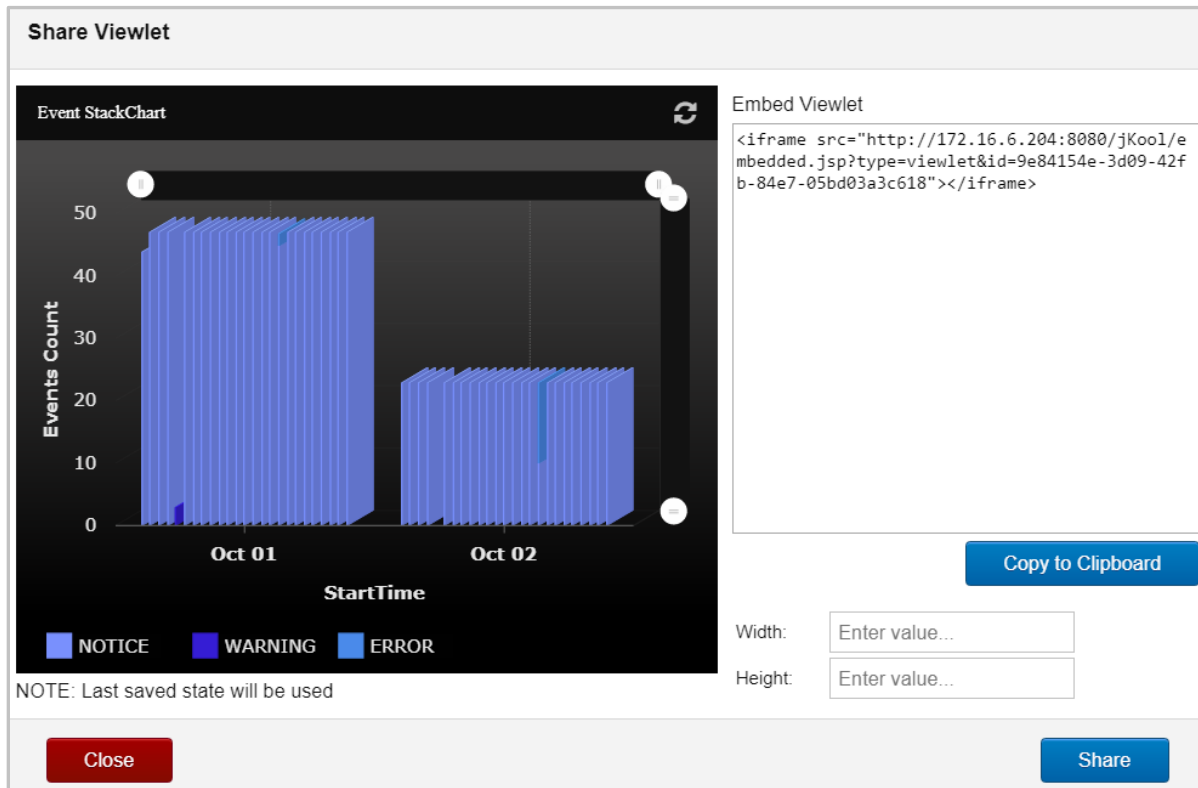 Share Viewlet
Event StackChart
Embed Viewlet
<iframe src="http://172.16.6.204:8080/jKool/e
mbedded.jsp?type=viewlet&id=9e84154e-3d09-42f
b-84e7-05bd03a3c618"></iframe>
50
40
30
20
10
0
Events Count
Oct 01
Oct 02
StartTime
NOTICE
WARNING
ERROR
NOTE: Last saved state will be used
Copy to Clipboard
Width:
Enter value...
Height:
Enter value...
Close
Share